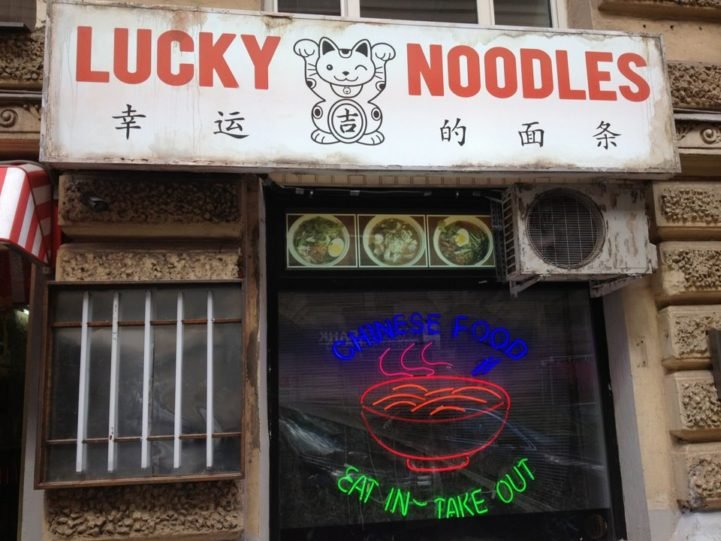 LUCKY NOODLES
幸运 吉 的面条
CHINESE FOOD
EAT IN~TAKE OUT